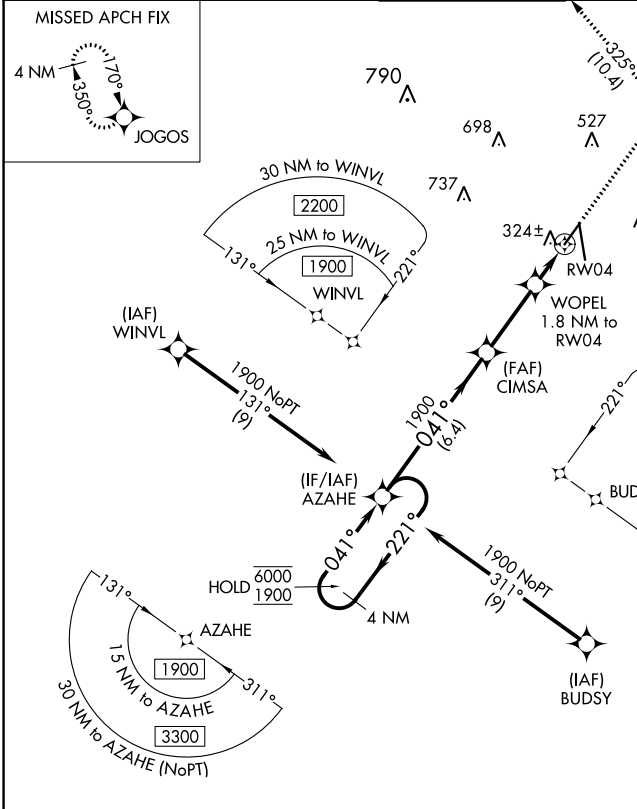 MISSED APCH FIX
4 NM
170°
350°
JOGOS
325°
(10.4)
790
698
527
737
324±
30 NM to WINVL
2200
25 NM to WINVL
1900
131°
221°
WINVL
RW04
WOPEL
1.8 NM to
RW04
(IAF)
WINVL
1900 NoPT
131°
(9)
(FAF)
CIMSA
1900
041°
(6.4)
221°
BUD
(IF/IAF)
AZAHE
041°
221°
HOLD
6000
1900
4 NM
1900 NoPT
311°
(9)
(IAF)
BUDSY
131°
AZAHE
1900
311°
15 NM to AZAHE
3300
30 NM to AZAHE (NoPT)